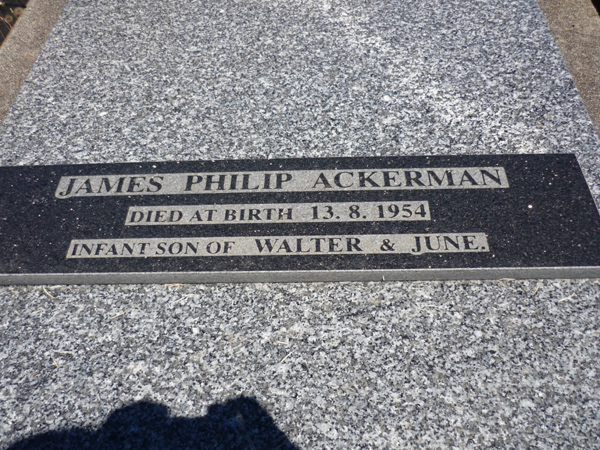 JAMES PHILIP ACKERMAN
DIED AT BIRTH 13. 8. 1954
INFANT SON OF WALTER & JUNE.